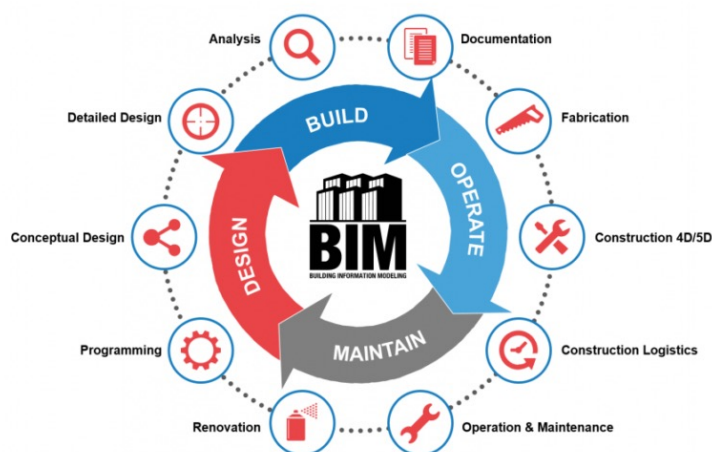 Analysis
Documentation
Detailed Design
BUILD
Fabrication
OPERATE
Conceptual Design
DESIGN
BIM
BUILDING INFORMATION MODELING
Construction 4D/5D
MAINTAIN
Programming
Construction Logistics
Renovation
Operation & Maintenance